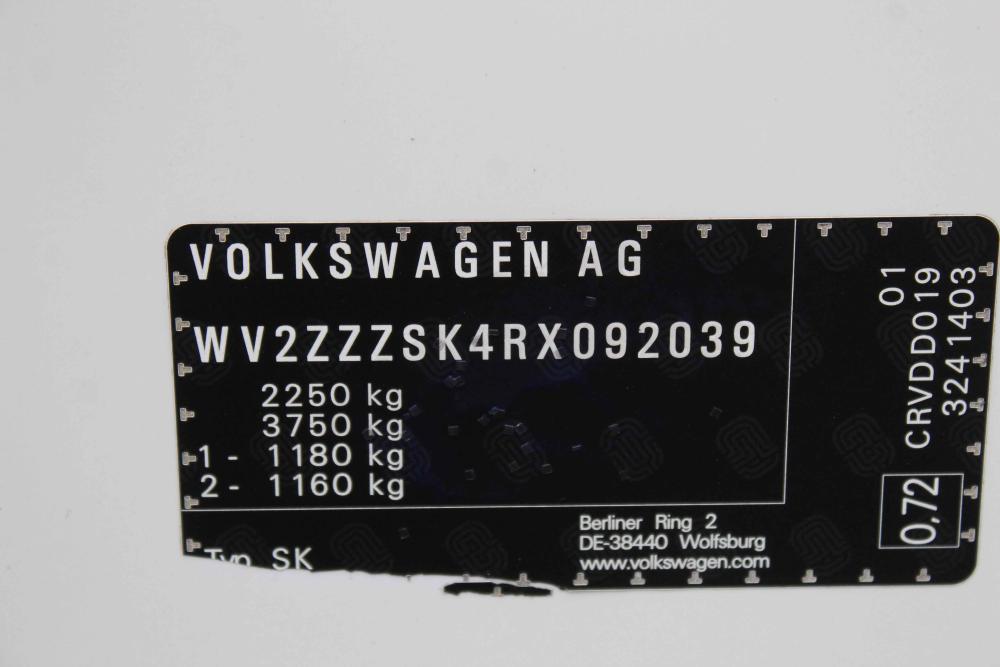 VOLKSWAGEN AG
WV2ZZZSK4RX092039
2250 kg
3750 kg
1 - 1180 kg
2 - 1160 kg
Typ SK
Berliner Ring 2
DE-38440 Wolfsburg
www.volkswagen.com
01
CRVDDO19
3241403
0,72